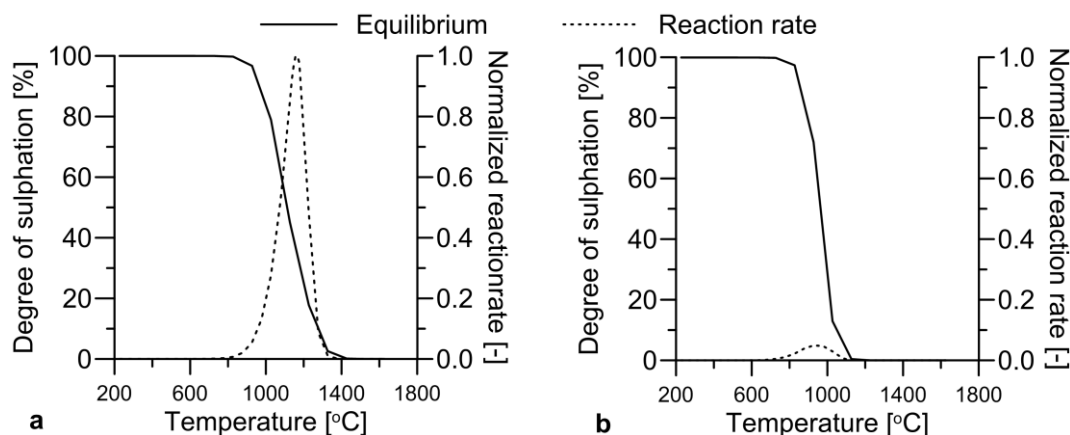 Equilibrium Reaction rate
Degree of sulphation [%]
100
80
60
40
20
0
1.0
0.8
0.6
0.4
0.2
0.0
Normalized reactionrate [-]
200 600 1000 1400 1800
Temperature [°C]
a
Degree of sulphation [%]
100
80
60
40
20
0
1.0
0.8
0.6
0.4
0.2
0.0
Normalized reaction rate [-]
200 600 1000 1400 1800
Temperature [°C]
b